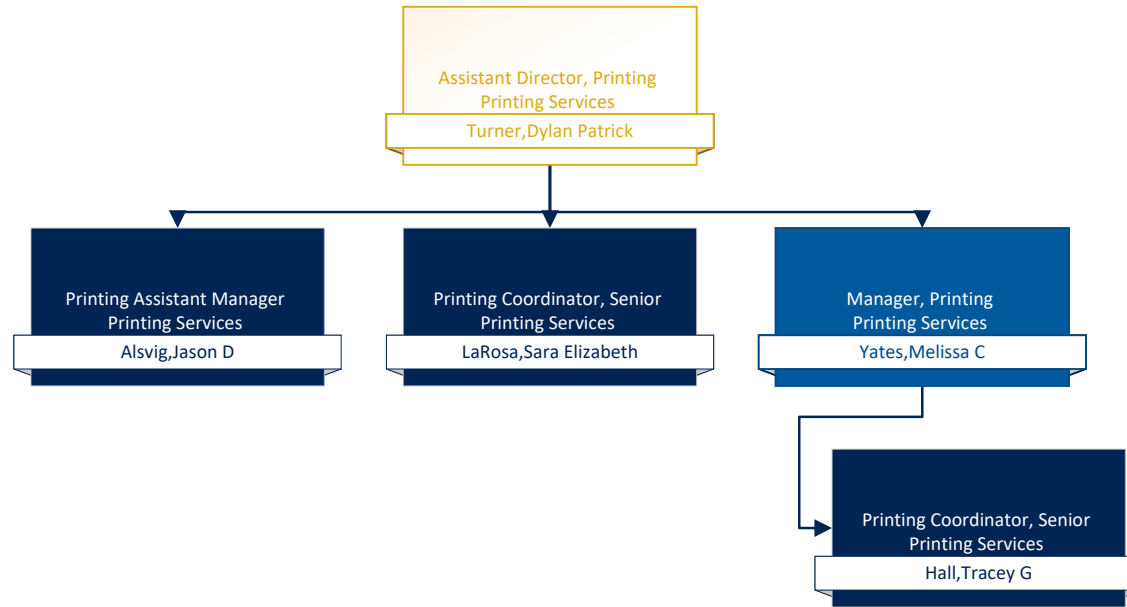 Assistant Director, Printing
Printing Services
Turner,Dylan Patrick
Printing Assistant Manager
Printing Services
Alsvig,Jason D
Printing Coordinator, Senior
Printing Services
LaRosa,Sara Elizabeth
Manager, Printing
Printing Services
Yates,Melissa C
Printing Coordinator, Senior
Printing Services
Hall,Tracey G